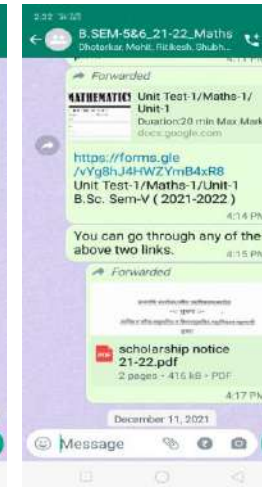 2:32
B.SEM-5&6_21-22_Maths
Dhotarkar, Mohit, Ritikesh, Shubh...
Forwarded
MATHEMATICS
Unit Test-1/Maths-1/
Unit-1
Duration:20 min Max Mark
docs.google.com
https://forms.gle
/vYg8hJ4HWZYmB4xR8
Unit Test-1/Maths-1/Unit-1
B.Sc. Sem-V ( 2021-2022 )
4:14 PM
You can go through any of the
above two links.
4:15 PM
Forwarded
scholarship notice
21-22.pdf
2 pages • 416 kB • PDF
4:17 PM
December 11, 2021
Message